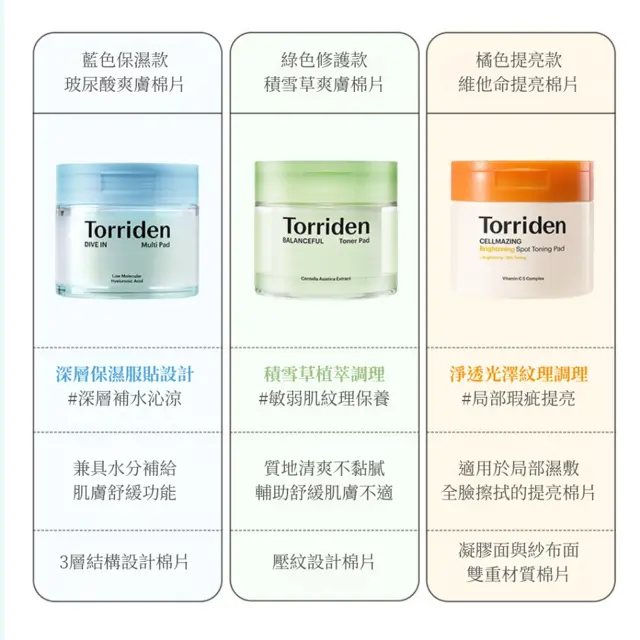 藍色保濕款
玻尿酸爽膚棉片
Torriden
DIVE IN Multi Pad
Low Molecular
Hyaluronic Acid
深層保濕服貼設計
#深層補水沁涼
兼具水分補給
肌膚舒緩功能
3層結構設計棉片
綠色修護款
積雪草爽膚棉片
Torriden
BALANCEFUL Toner Pad
Centella Asiatica Extract
積雪草植萃調理
#敏弱肌紋理保養
質地清爽不黏膩
輔助舒緩肌膚不適
壓紋設計棉片
橘色提亮款
維他命提亮棉片
Torriden
CELLMAZING
Brightening Spot Toning Pad
Vitamin C 5 Complex
淨透光澤紋理調理
#局部瑕疵提亮
適用於局部濕敷
全臉擦拭的提亮棉片
凝膠面與紗布面
雙重材質棉片